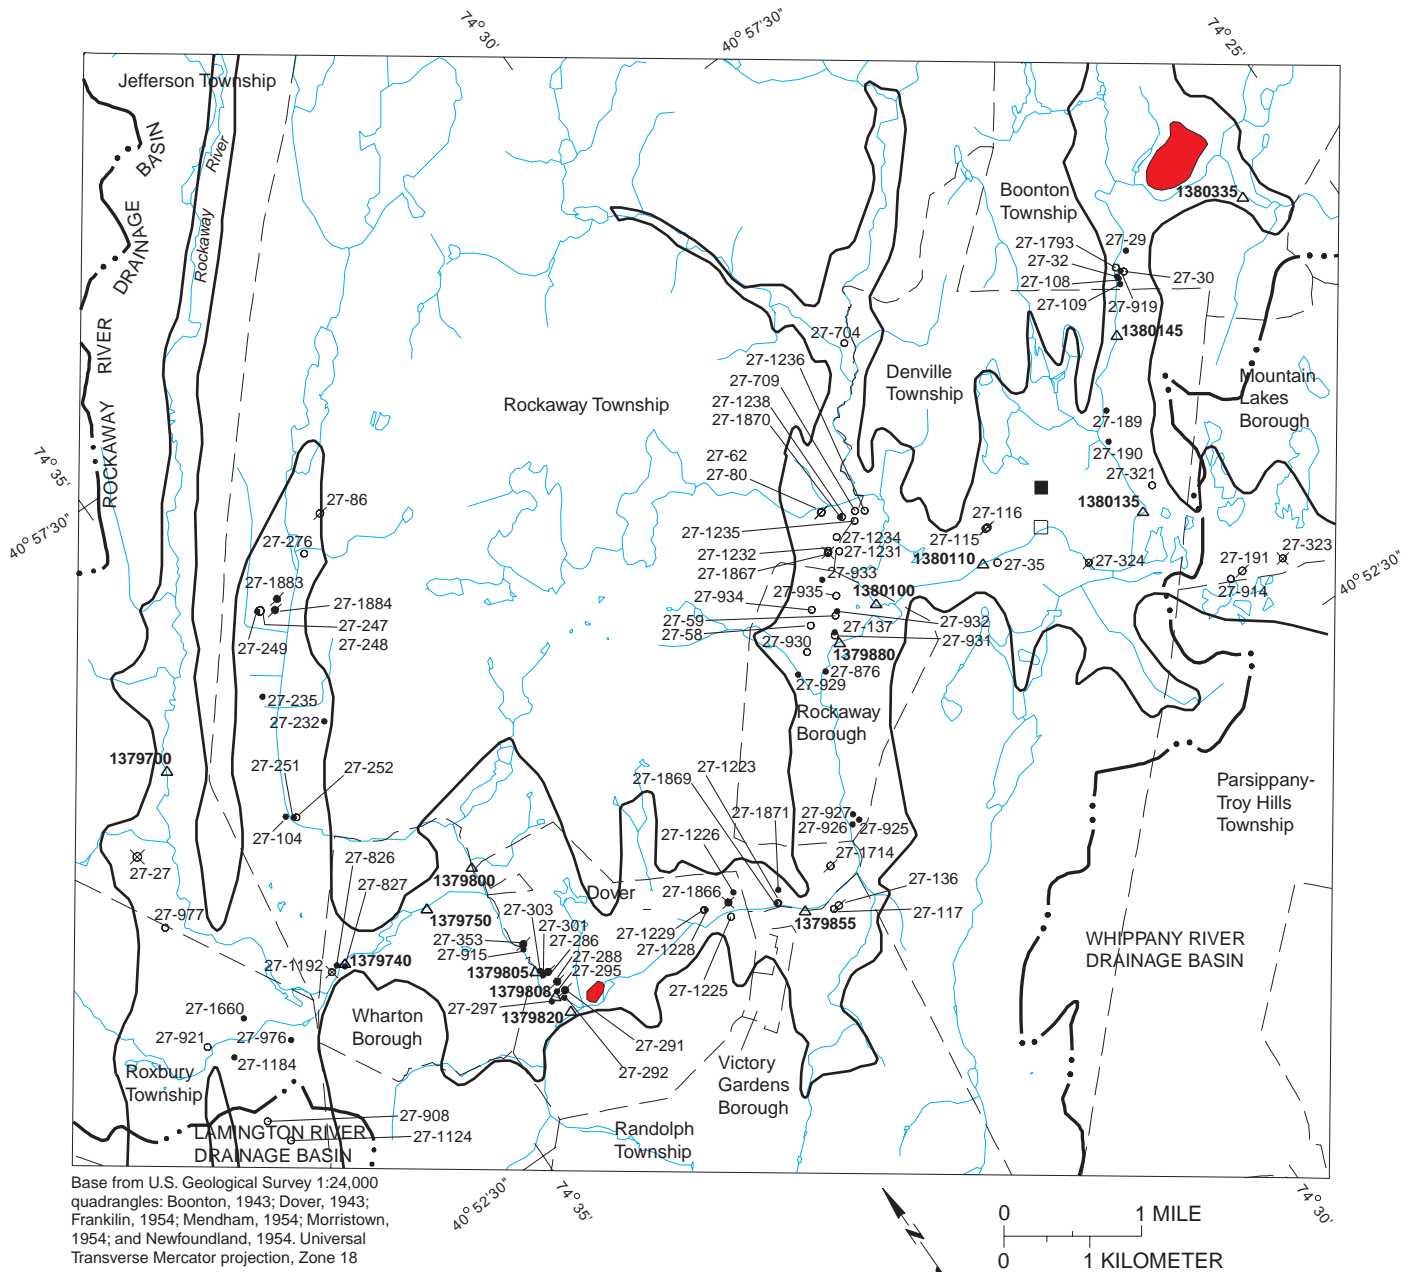 74° 30'
40° 57'30"
74° 25'
Jefferson Township
ROCKAWAY RIVER DRAINAGE BASIN
Rockaway River
Boonton
Township
1380335
27-1793
27-29
27-32
27-108
27-30
27-109
27-919
1380145
27-704
27-1236
27-709
27-1238
27-1870
Denville
Township
Mountain
Lakes
Borough
Rockaway Township
27-189
27-190
27-62
27-80
27-321
1380135
74° 35'
40° 57'30"
27-86
27-276
27-1235
27-1234
27-1232
27-1231
27-1867
27-116
27-115
1380110
27-35
27-324
27-191
27-323
27-914
40° 52'30"
27-1883
27-1884
27-247
27-249
27-248
27-933
27-934
27-935
1380100
27-59
27-58
27-932
27-137
27-930
27-931
1379880
27-876
27-929
27-235
27-232
Rockaway
Borough
1379700
27-251
27-252
27-104
27-1223
27-1869
27-1871
27-927
27-926
27-925
27-1226
27-1714
Parsippany-
Troy Hills
Township
27-27
27-826
27-827
1379800
Dover
27-1866
27-136
27-117
27-977
1379750
27-303
27-301
27-353
27-286
27-915
27-288
27-1229
27-1228
1379855
27-1192
1379740
1379805
27-295
1379808
27-297
1379820
27-1225
WHIPPANY RIVER
DRAINAGE BASIN
27-1660
27-921
27-976
27-1184
Wharton
Borough
27-291
27-292
Roxbury
Township
Victory
Gardens
Borough
27-908
27-1124
LAMINGTON RIVER
DRAINAGE BASIN
Randolph
Township
Base from U.S. Geological Survey 1:24,000
quadrangles: Boonton, 1943; Dover, 1943;
Frankilin, 1954; Mendham, 1954; Morristown,
1954; and Newfoundland, 1954. Universal
Transverse Mercator projection, Zone 18
40° 52'30"
74° 35'
74° 30'
0 1 MILE
0 1 KILOMETER